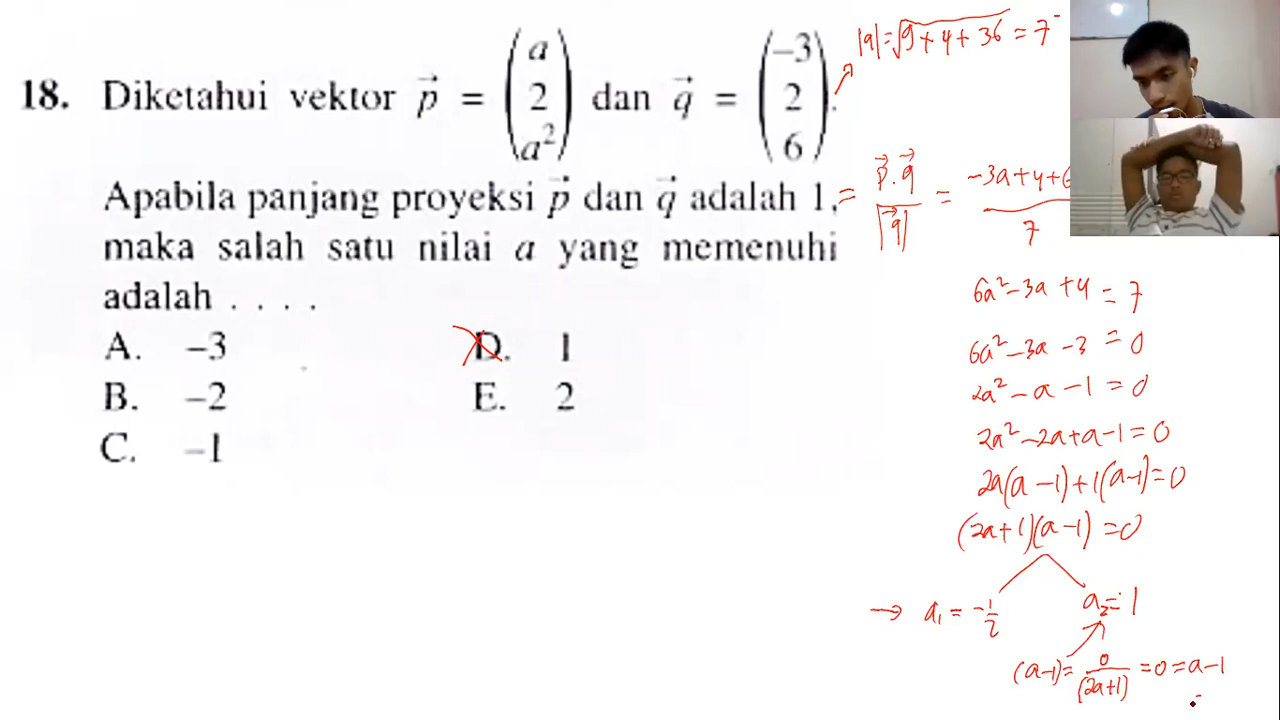 18. Diketahui vektor p⃗ = (a 2 a²) dan q⃗ = (−3 2 6).
Apabila panjang proyeksi p⃗ dan q⃗ adalah 1,
maka salah satu nilai a yang memenuhi
adalah . . . .
A. −3
B. −2
C. −1
D. 1
E. 2
|q| = √9+4+36 = 7
= p⃗.q⃗ / |q⃗| = −3a+4+6 / 7
6a² −3a + 4 = 7
6a² −3a −3 = 0
2a² − a − 1 = 0
2a² −2a + a − 1 = 0
2a(a − 1) + 1(a−1) = 0
(2a+1)(a − 1) = 0
→ a₁ = −1/2 a₂ = 1
(a−1) = 0/(2a+1) = 0 = a−1